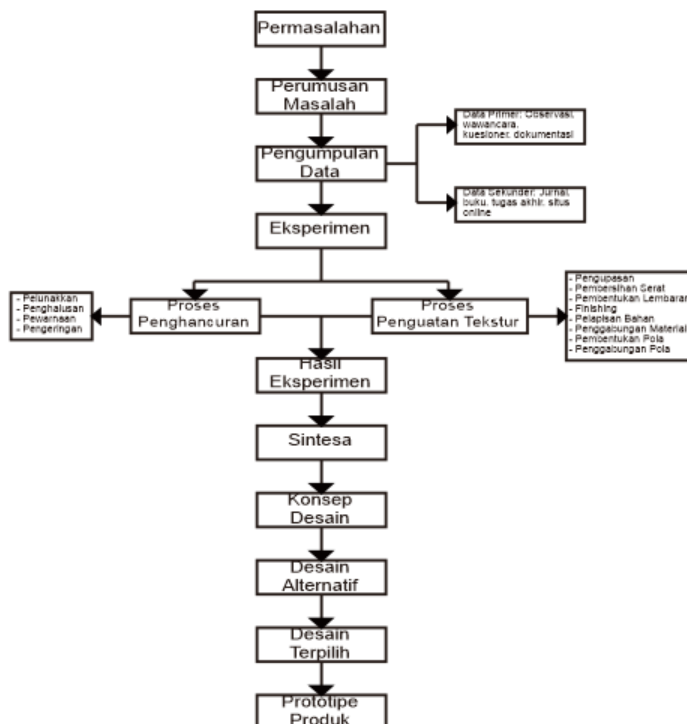 Permasalahan
Perumusan
Masalah
Data Primer: Observasi,
wawancara,
kuesioner, dokumentasi
Pengumpulan
Data
Data Sekunder: Jurnal,
buku, tugas akhir, situs
online
Eksperimen
- Pelunakkan
- Penghalusan
- Pewarnaan
- Pengeringan
Proses
Penghancuran
Proses
Penguatan Tekstur
- Pengupasan
- Pembersihan Serat
- Pembentukan Lembaran
- Finishing
- Pelapisan Bahan
- Penggabungan Material
- Pembentukan Pola
- Penggabungan Pola
Hasil
Eksperimen
Sintesa
Konsep
Desain
Desain
Alternatif
Desain
Terpilih
Prototipe
Produk